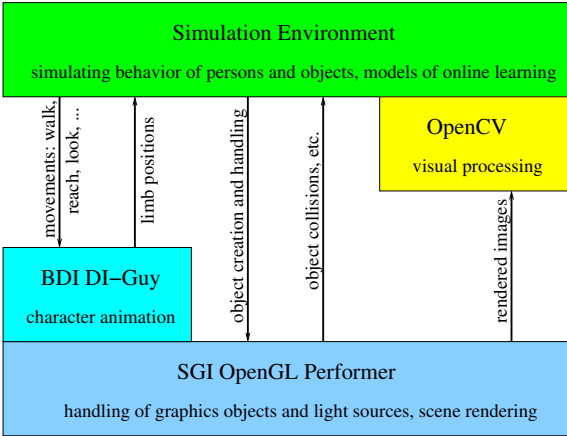 Simulation Environment
simulating behavior of persons and objects, models of online learning
movements: walk,
reach, look, ...
limb positions
object creation and handling
object collisions, etc.
OpenCV
visual processing
rendered images
BDI DI−Guy
character animation
SGI OpenGL Performer
handling of graphics objects and light sources, scene rendering